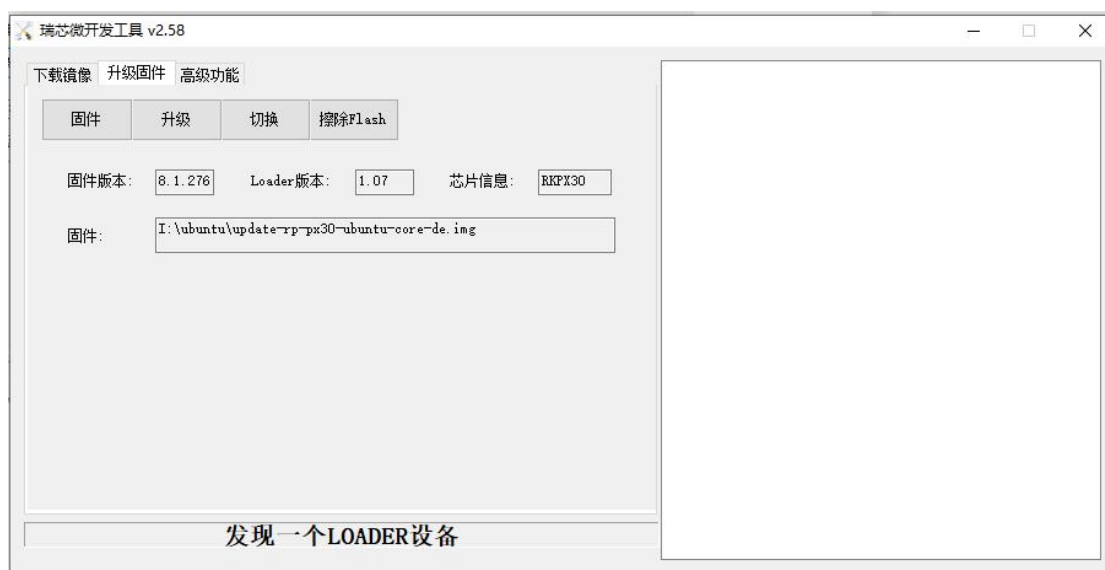 瑞芯微开发工具 v2.58
下载镜像 升级固件 高级功能
固件 升级 切换 擦除Flash
固件版本: 8.1.276 Loader版本: 1.07 芯片信息: RKPX30
固件: I:\ubuntu\update-rp-px30-ubuntu-core-de.img
发现一个LOADER设备